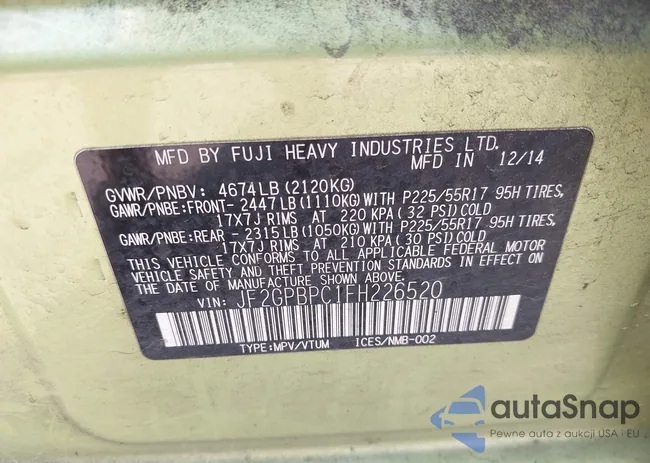 MFD BY FUJI HEAVY INDUSTRIES LTD.
MFD IN 12/14
GVWR/PNBV: 4674LB (2120KG)
GAWR/PNBE:FRONT- 2447LB (1110KG)WITH P225/55R17 95H TIRES,
17X7J RIMS AT 220 KPA ( 32 PSI)COLD
GAWR/PNBE:REAR - 2315LB (1050KG)WITH P225/55R17 95H TIRES,
17X7J RIMS AT 210 KPA ( 30 PSI)COLD
THIS VEHICLE CONFORMS TO ALL APPLICABLE FEDERAL MOTOR
VEHICLE SAFETY AND THEFT PREVENTION STANDARDS IN EFFECT ON
THE DATE OF MANUFACTURE SHOWN ABOVE.
VIN: JF2GPBPC1FH226520
TYPE:MPV/VTUM ICES/NMB-002
autaSnap
Pewne auta z aukcji USA i EU